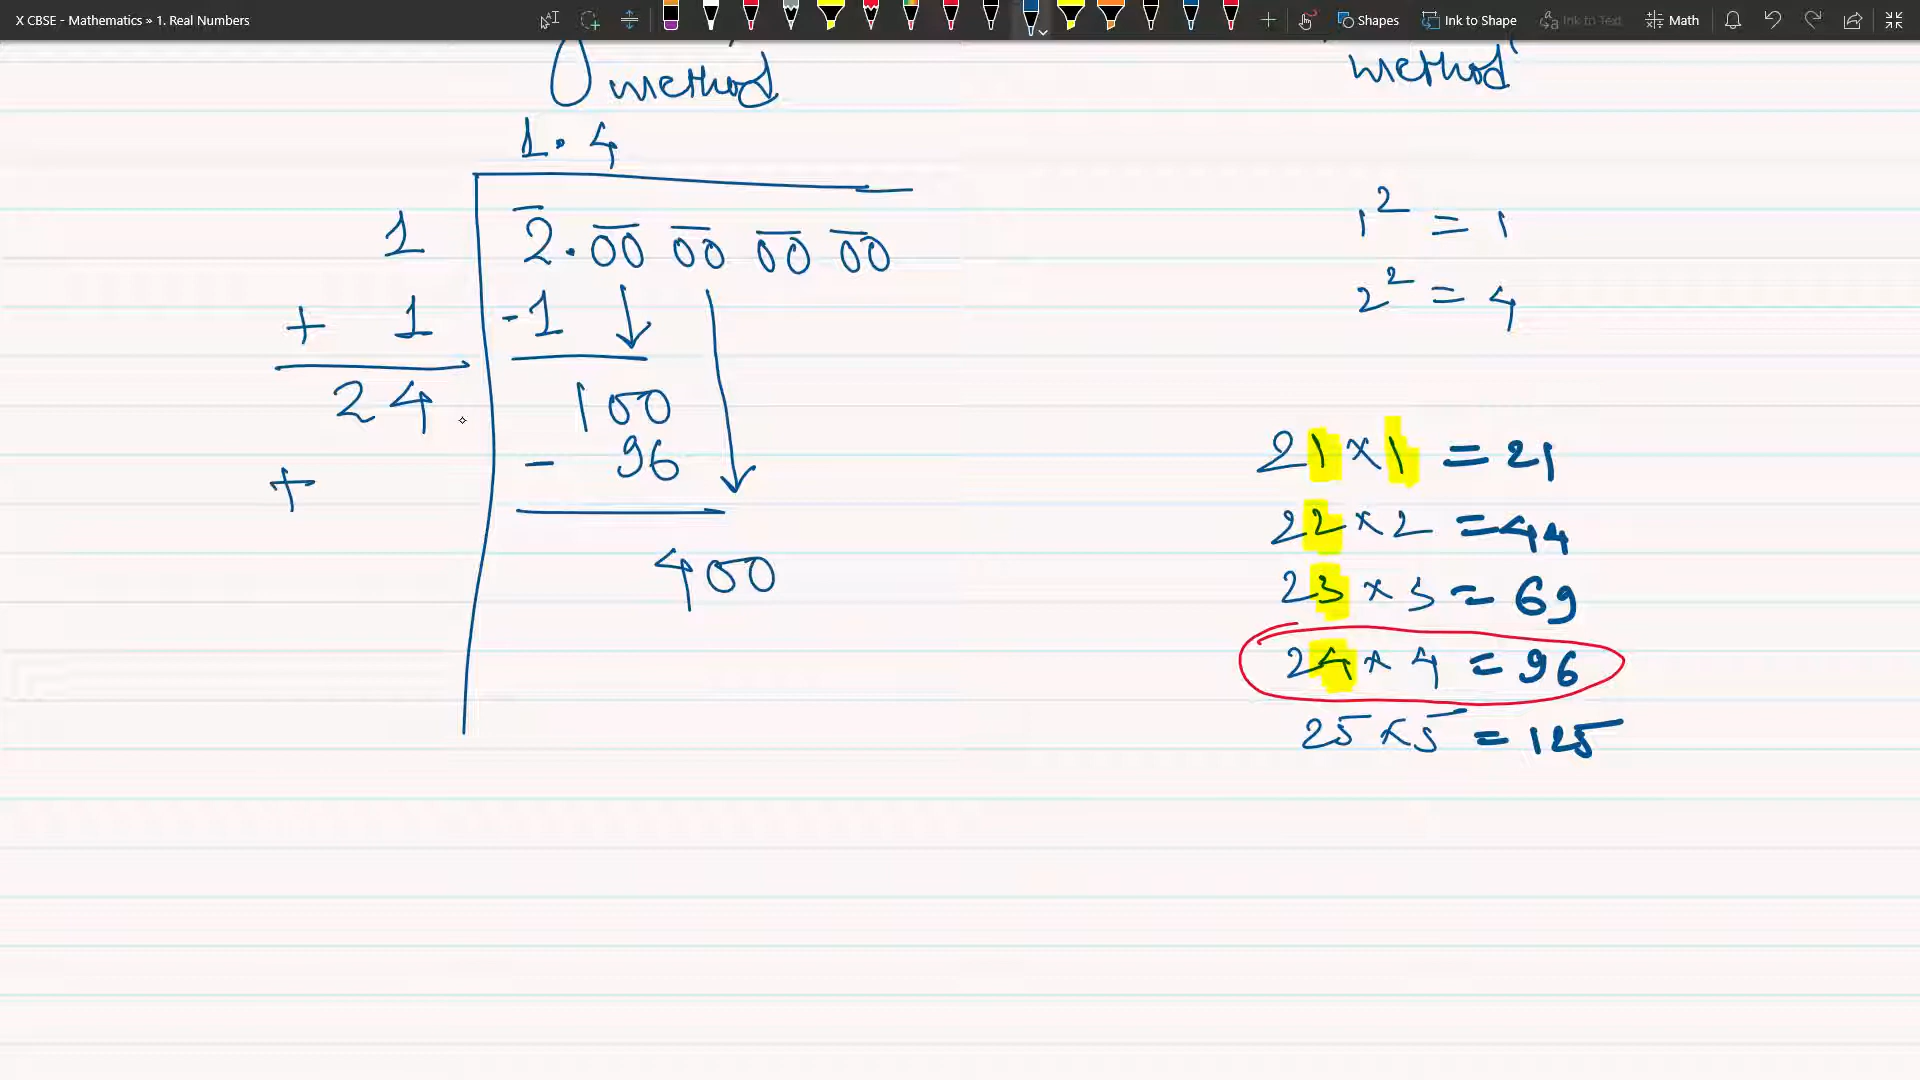 X CBSE - Mathematics » 1. Real Numbers
Shapes
Ink to Shape
Ink to Text
Math
method
method
1.4
1
2.00 00 00 00
+ 1
-1
24
100
- 96
+
400
1² = 1
2² = 4
21 × 1 = 21
22 × 2 = 44
23 × 3 = 69
24 × 4 = 96
25 × 5 = 125